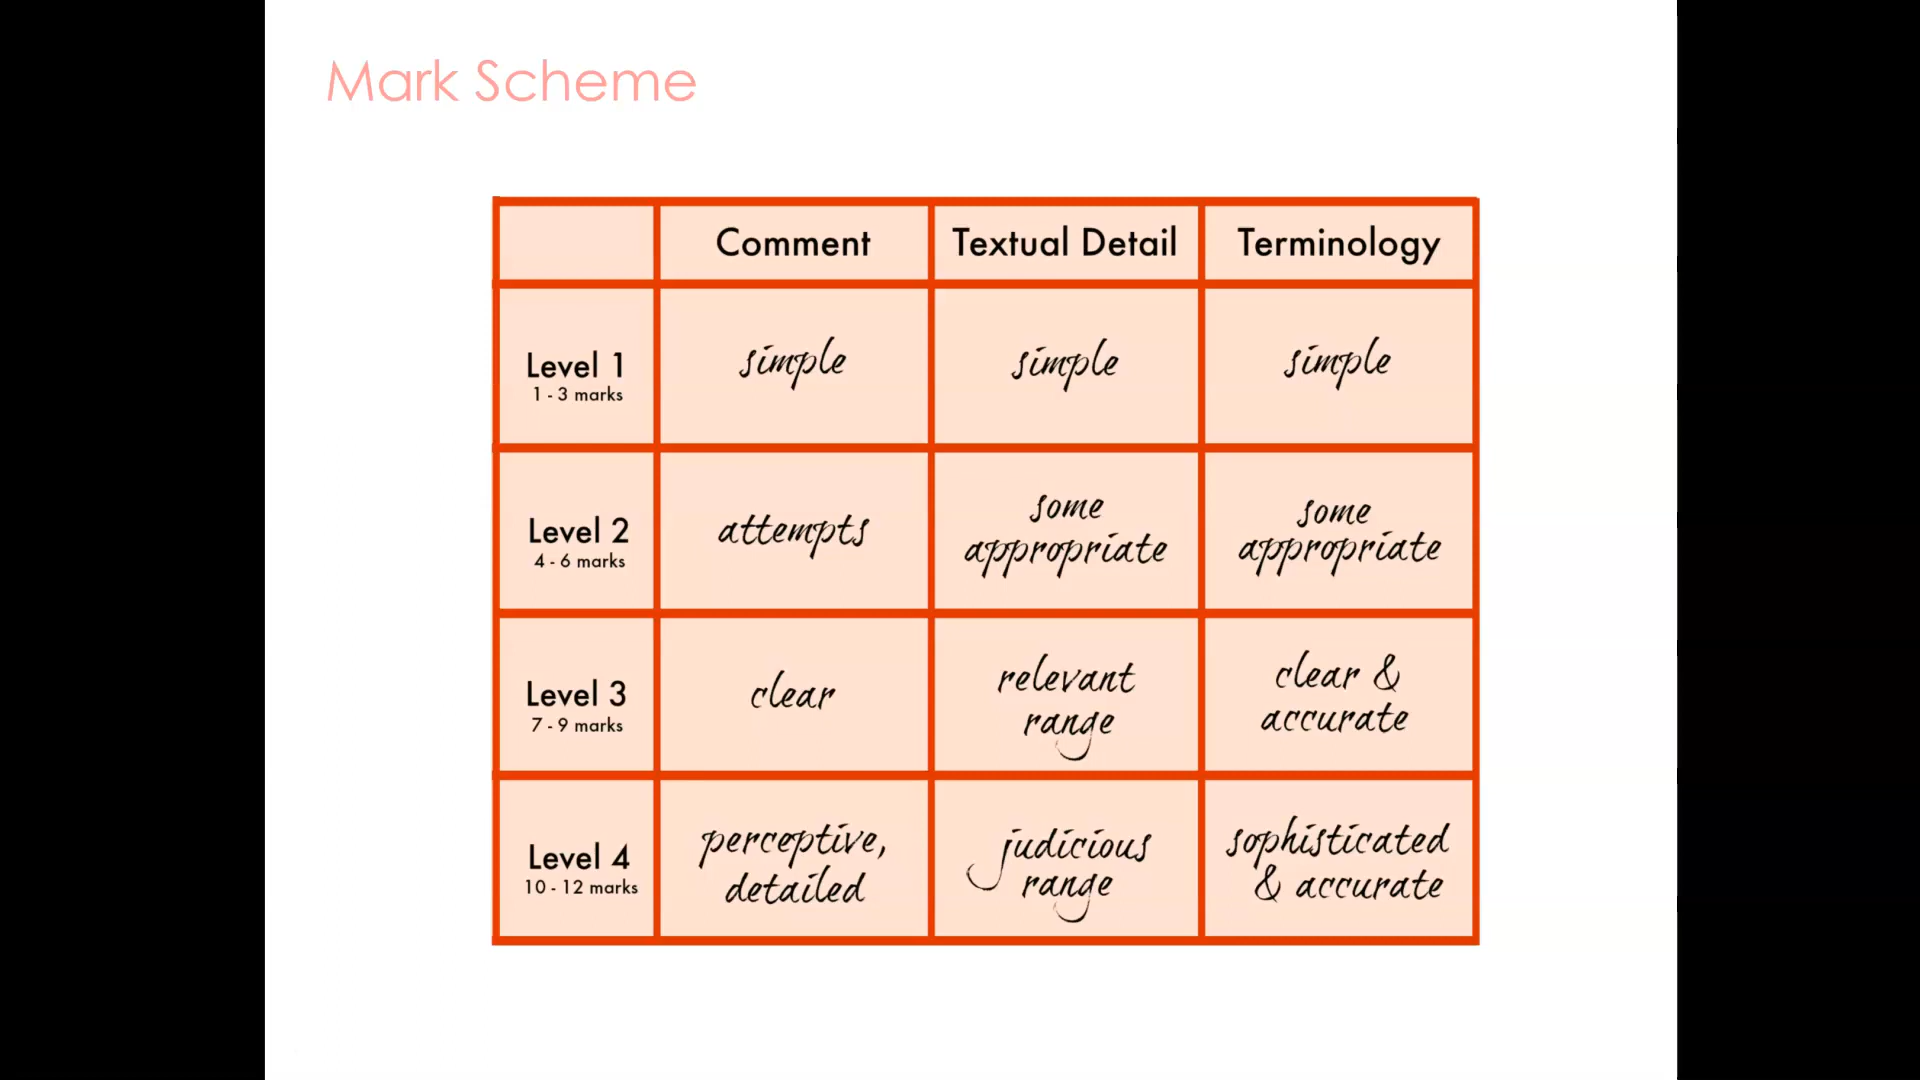 Mark Scheme
Comment Textual Detail Terminology
Level 1 simple simple simple
1 - 3 marks
Level 2 attempts some appropriate some appropriate
4 - 6 marks
Level 3 clear relevant range clear & accurate
7 - 9 marks
Level 4 perceptive, detailed judicious range sophisticated & accurate
10 - 12 marks